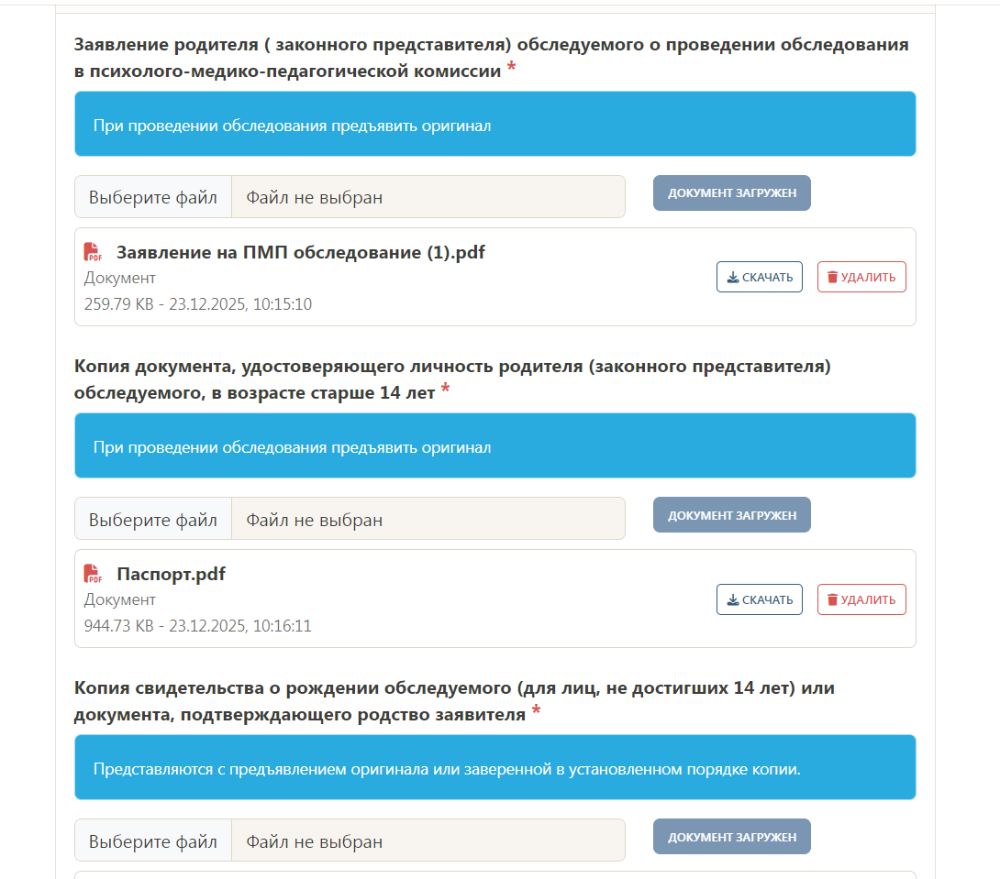 Заявление родителя ( законного представителя) обследуемого о проведении обследования
в психолого-медико-педагогической комиссии *
При проведении обследования предъявить оригинал
Выберите файл Файл не выбран ДОКУМЕНТ ЗАГРУЖЕН
PDF Заявление на ПМП обследование (1).pdf
Документ
259.79 KB - 23.12.2025, 10:15:10
СКАЧАТЬ УДАЛИТЬ
Копия документа, удостоверяющего личность родителя (законного представителя)
обследуемого, в возрасте старше 14 лет *
При проведении обследования предъявить оригинал
Выберите файл Файл не выбран ДОКУМЕНТ ЗАГРУЖЕН
PDF Паспорт.pdf
Документ
944.73 KB - 23.12.2025, 10:16:11
СКАЧАТЬ УДАЛИТЬ
Копия свидетельства о рождении обследуемого (для лиц, не достигших 14 лет) или
документа, подтверждающего родство заявителя *
Представляются с предъявлением оригинала или заверенной в установленном порядке копии.
Выберите файл Файл не выбран ДОКУМЕНТ ЗАГРУЖЕН